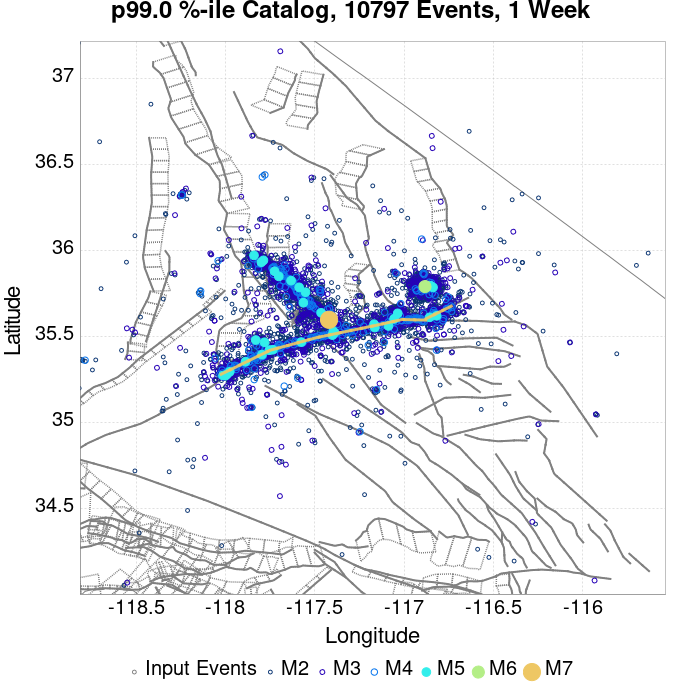 p99.0 %-ile Catalog, 10797 Events, 1 Week
37
36.5
36
35.5
35
34.5
Latitude
-118.5 -118 -117.5 -117 -116.5 -116
Longitude
Input Events M2 M3 M4 M5 M6 M7